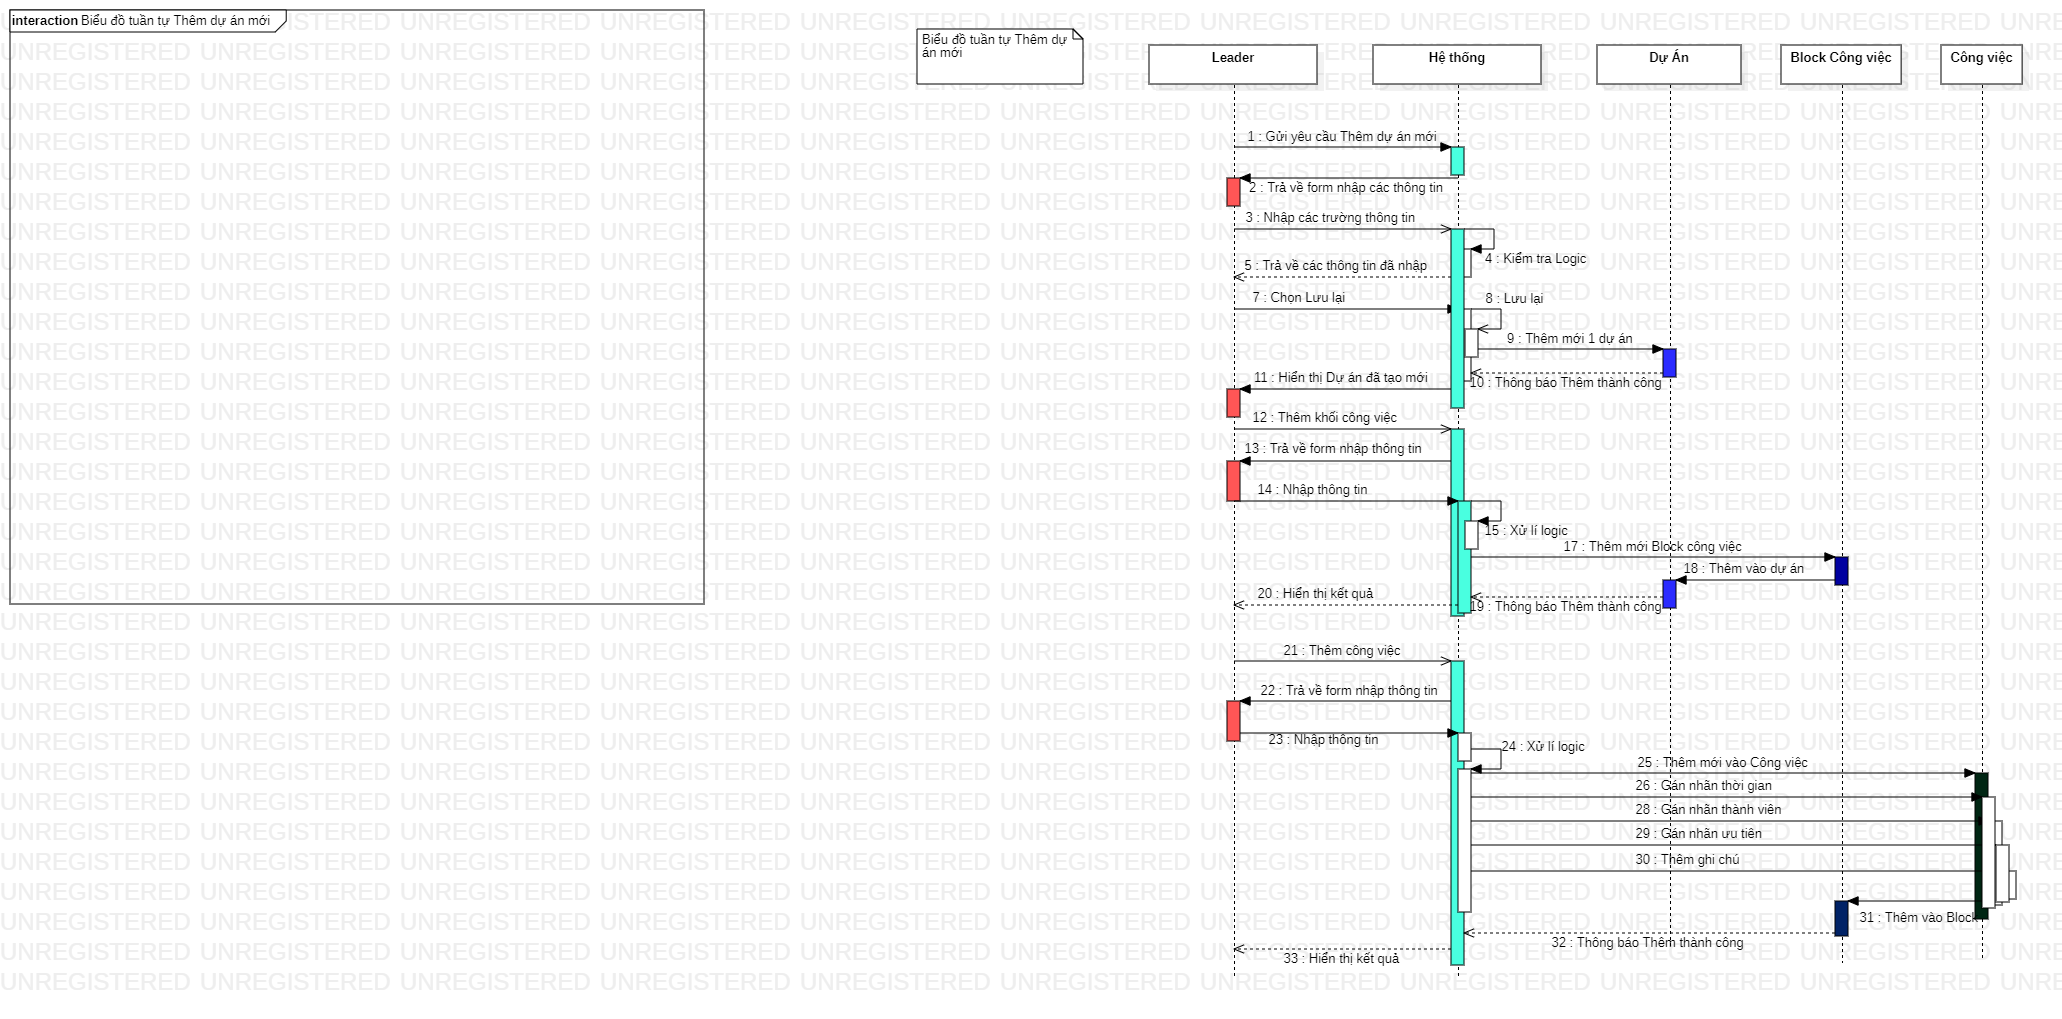 interaction Biểu đồ tuần tự Thêm dự án mới
Biểu đồ tuần tự Thêm dự
án mới
Leader
Hệ thống
Dự Án
Block Công việc
Công việc
1 : Gửi yêu cầu Thêm dự án mới
2 : Trả về form nhập các thông tin
3 : Nhập các trường thông tin
4 : Kiểm tra Logic
5 : Trả về các thông tin đã nhập
7 : Chọn Lưu lại
8 : Lưu lại
9 : Thêm mới 1 dự án
10 : Thông báo Thêm thành công
11 : Hiển thị Dự án đã tạo mới
12 : Thêm khối công việc
13 : Trả về form nhập thông tin
14 : Nhập thông tin
15 : Xử lí logic
17 : Thêm mới Block công việc
18 : Thêm vào dự án
19 : Thông báo Thêm thành công
20 : Hiển thị kết quả
21 : Thêm công việc
22 : Trả về form nhập thông tin
23 : Nhập thông tin
24 : Xử lí logic
25 : Thêm mới vào Công việc
26 : Gán nhãn thời gian
28 : Gán nhãn thành viên
29 : Gán nhãn ưu tiên
30 : Thêm ghi chú
31 : Thêm vào Block
32 : Thông báo Thêm thành công
33 : Hiển thị kết quả
UNREGISTERED